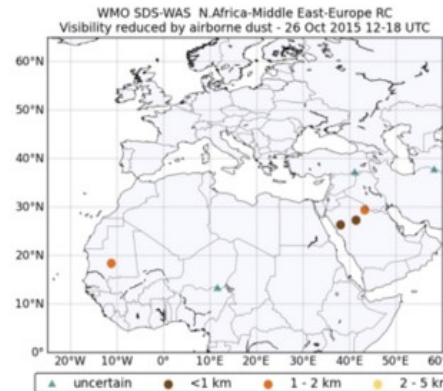 WMO SDS-WAS N.Africa-Middle East-Europe RC
Visibility reduced by airborne dust - 26 Oct 2015 12-18 UTC
60°N
50°N
40°N
30°N
20°N
10°N
0°
20°W 10°W 0° 10°E 20°E 30°E 40°E 50°E
uncertain <1 km 1 - 2 km 2 - 5 k